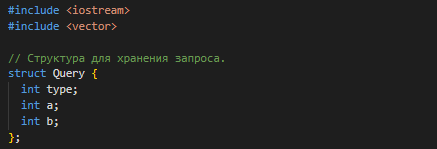 #include <iostream>
#include <vector>

// Структура для хранения запроса.
struct Query {
  int type;
  int a;
  int b;
};